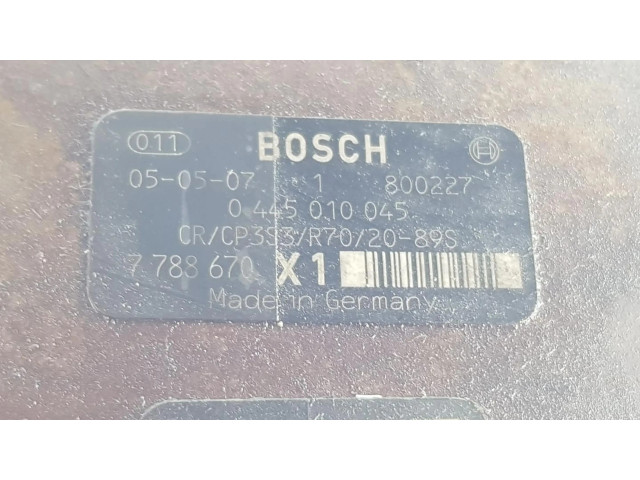 011 BOSCH
05-05-07 1 800227
0 445 010 045
CR/CP3S3/R70/20-89S
7 788 670 X1
Made in Germany